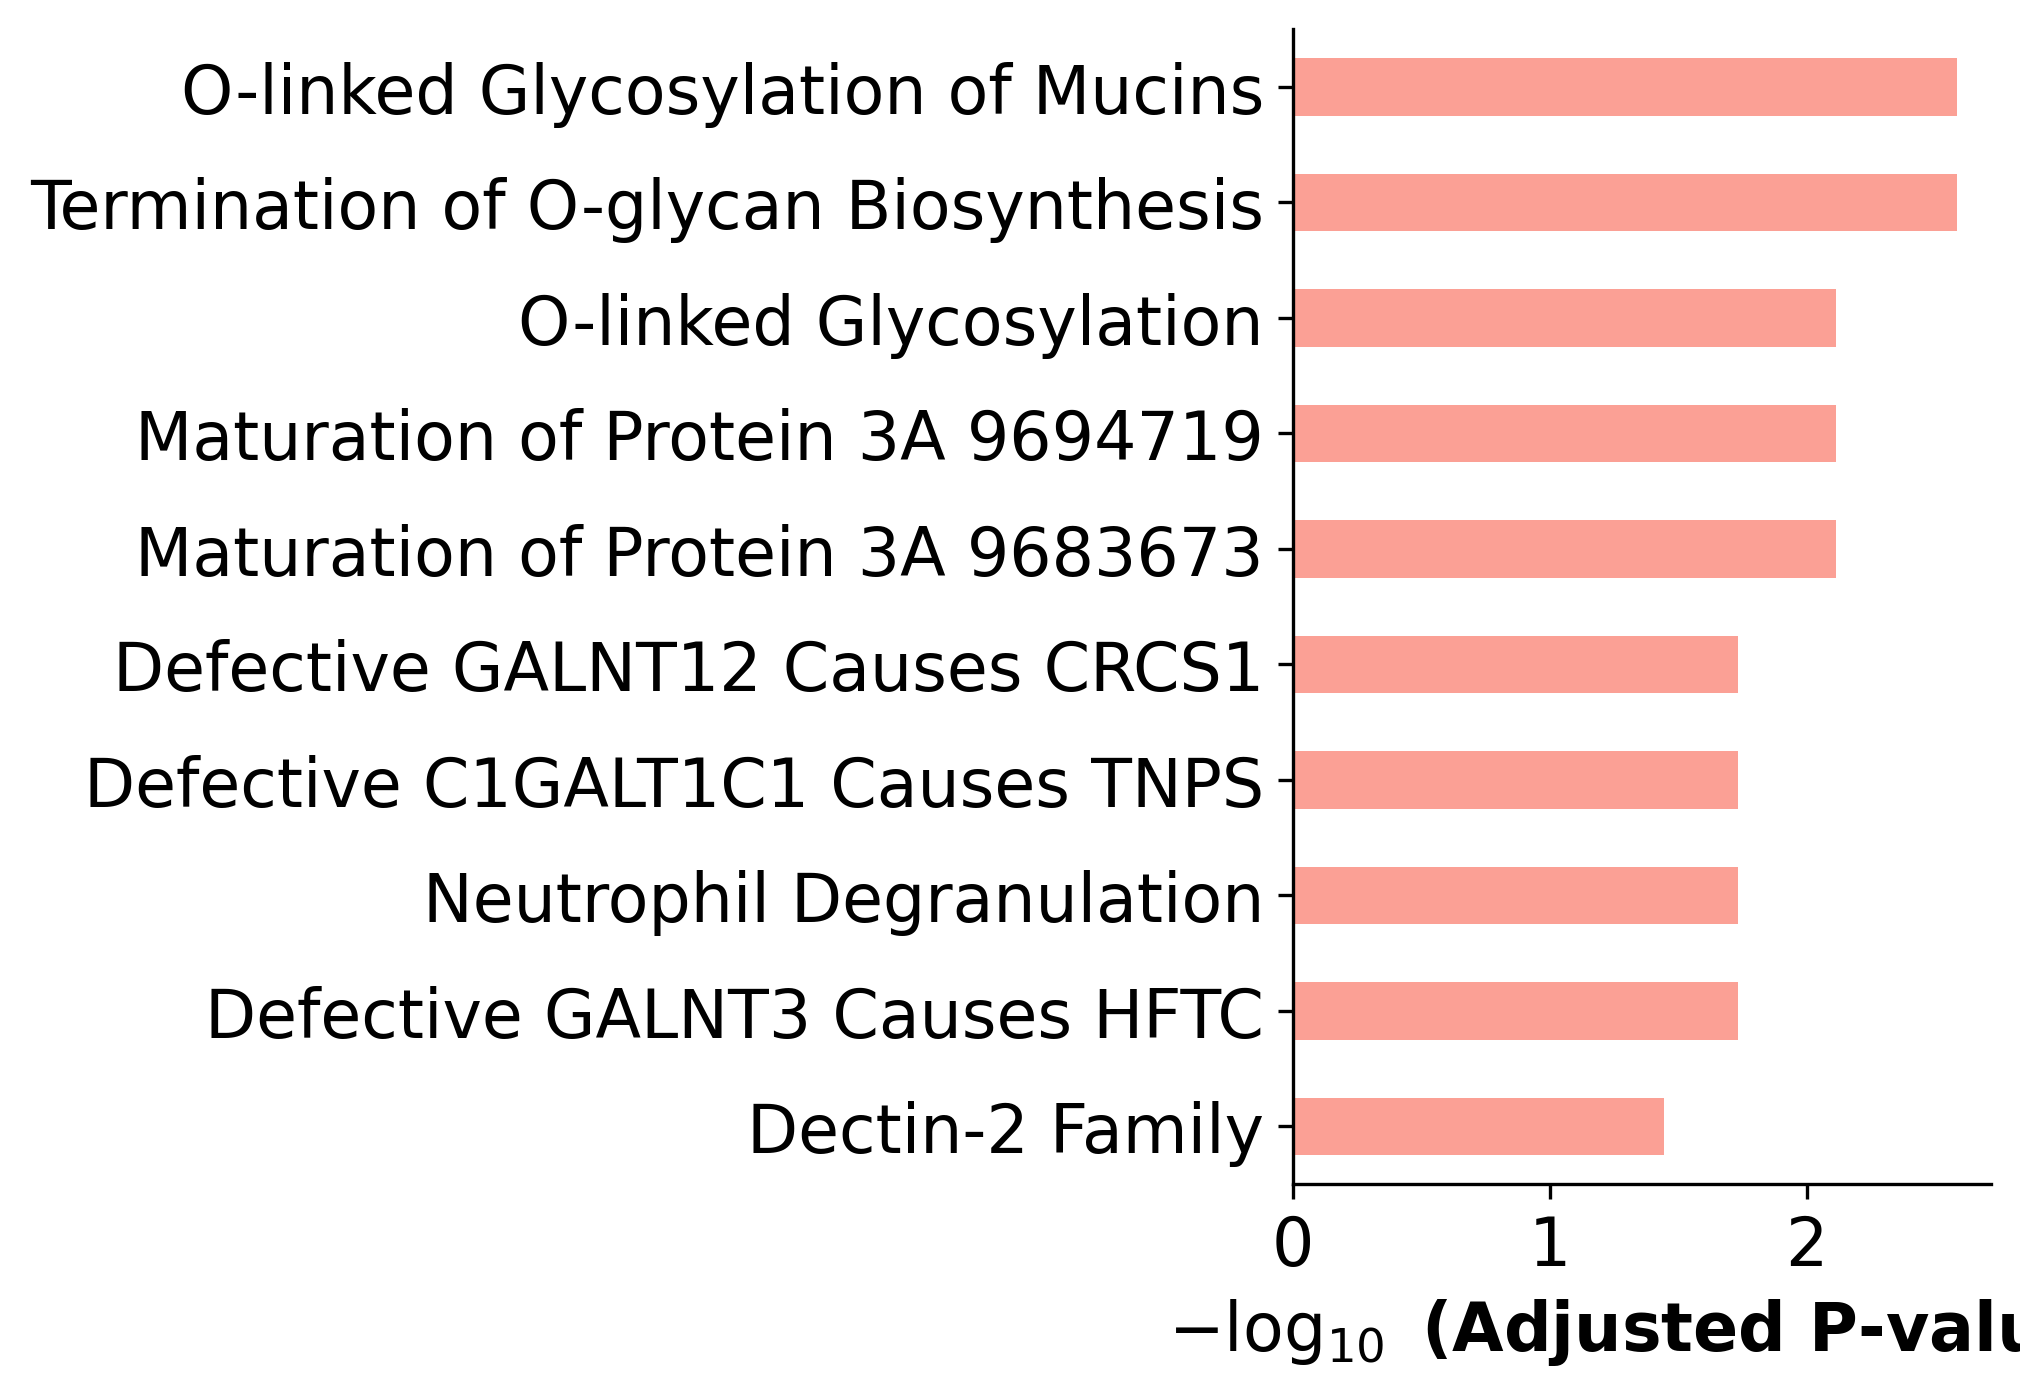 O-linked Glycosylation of Mucins
Termination of O-glycan Biosynthesis
O-linked Glycosylation
Maturation of Protein 3A 9694719
Maturation of Protein 3A 9683673
Defective GALNT12 Causes CRCS1
Defective C1GALT1C1 Causes TNPS
Neutrophil Degranulation
Defective GALNT3 Causes HFTC
Dectin-2 Family
0 1 2
−log₁₀ (Adjusted P-valu